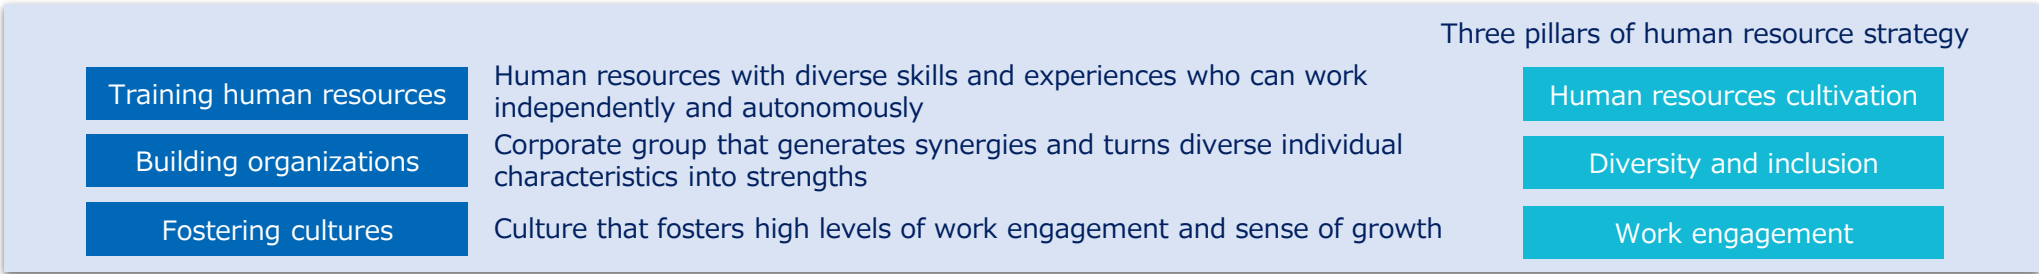 Three pillars of human resource strategy
Training human resources
Human resources with diverse skills and experiences who can work
independently and autonomously
Human resources cultivation
Building organizations
Corporate group that generates synergies and turns diverse individual
characteristics into strengths
Diversity and inclusion
Fostering cultures
Culture that fosters high levels of work engagement and sense of growth
Work engagement